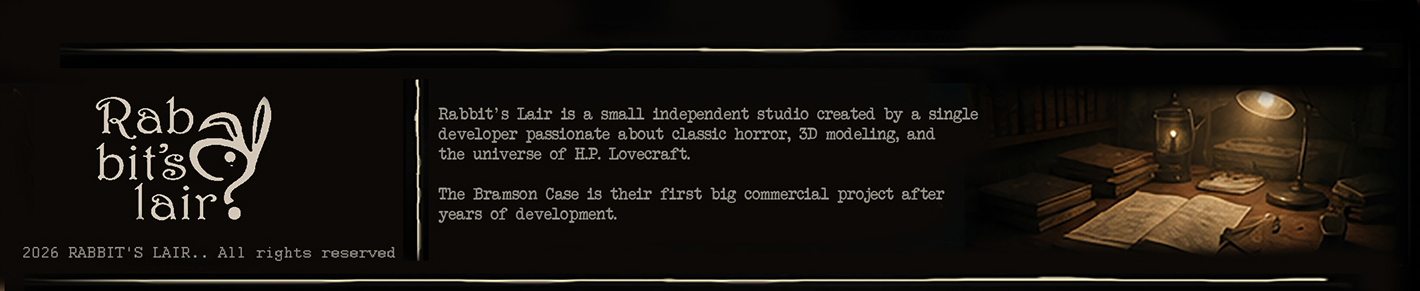 Rab
bit's
lair
2026 RABBIT'S LAIR.. All rights reserved
Rabbit's Lair is a small independent studio created by a single
developer passionate about classic horror, 3D modeling, and
the universe of H.P. Lovecraft.
The Bramson Case is their first big commercial project after
years of development.